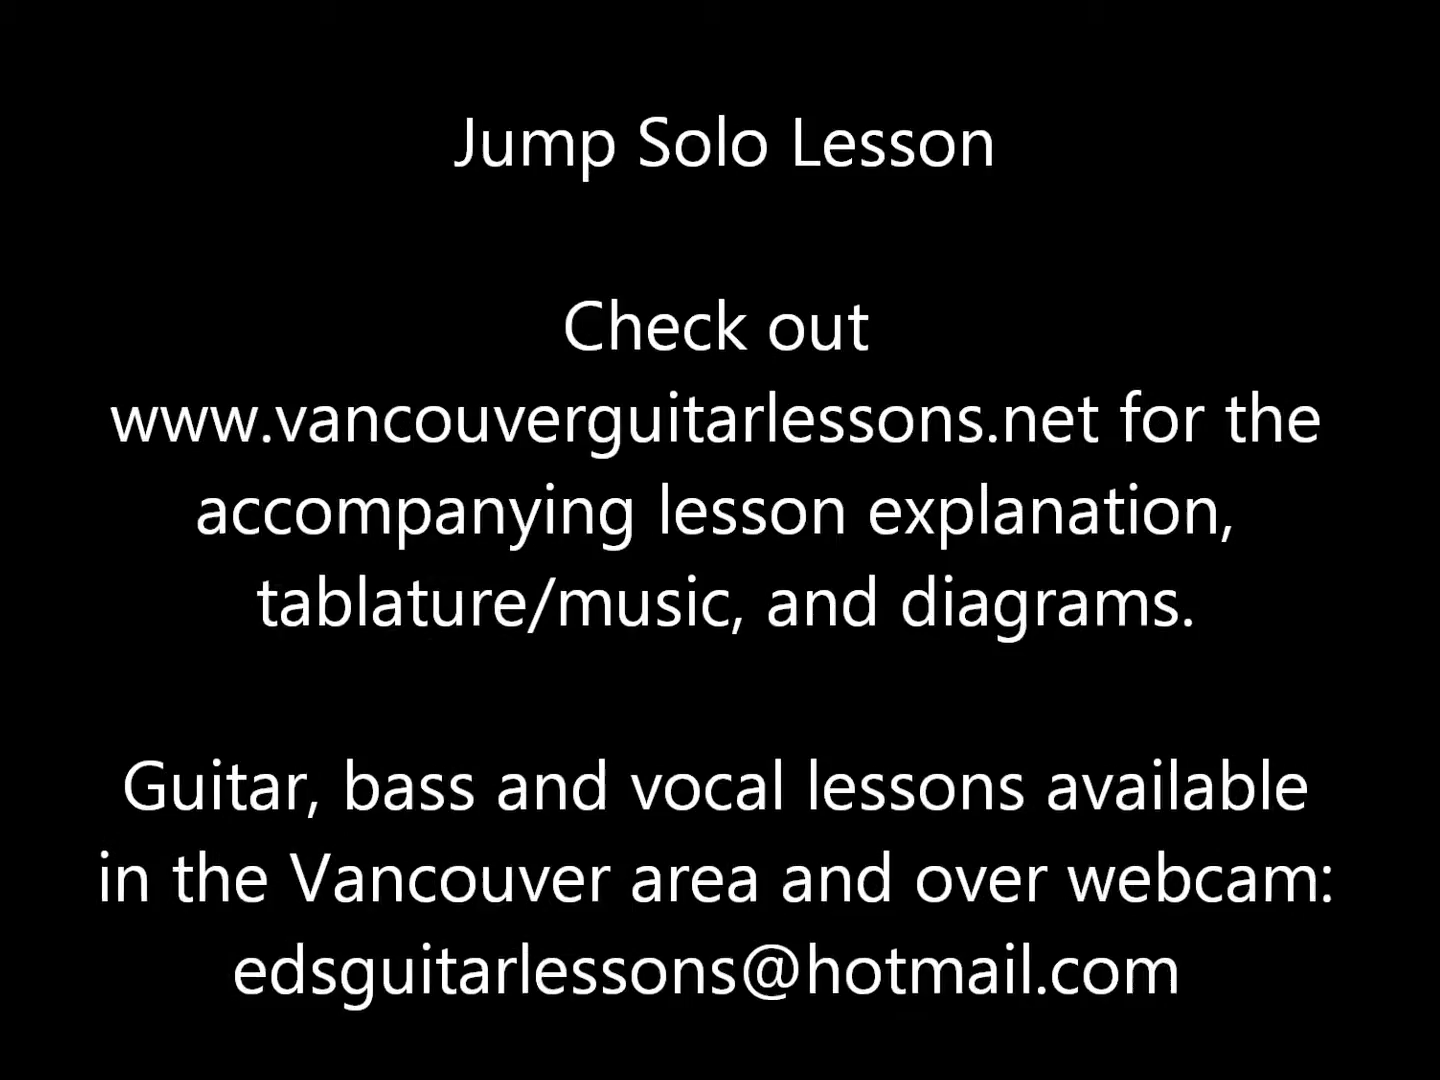 Jump Solo Lesson
Check out
www.vancouverguitarlessons.net for the
accompanying lesson explanation,
tablature/music, and diagrams.
Guitar, bass and vocal lessons available
in the Vancouver area and over webcam:
edsguitarlessons@hotmail.com